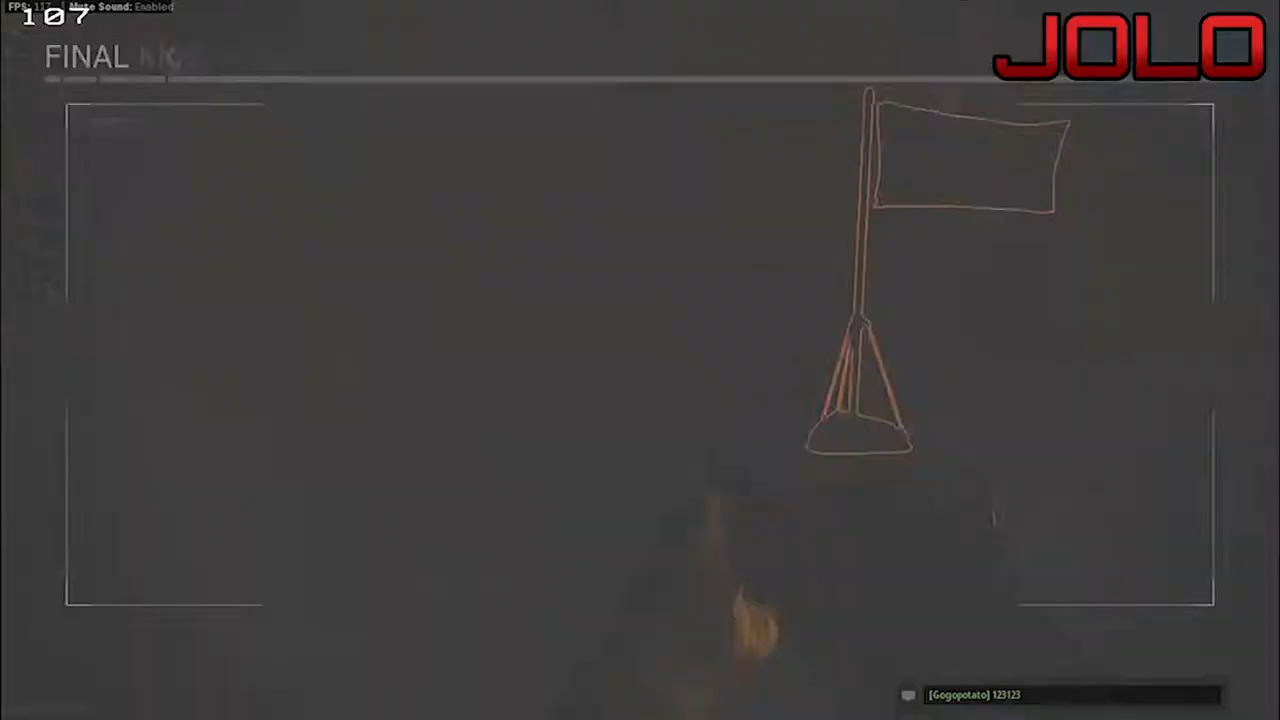 FPS: 117 | Mute Sound: Enabled
107
JOLO
FINAL
[Gogopotato] 123123